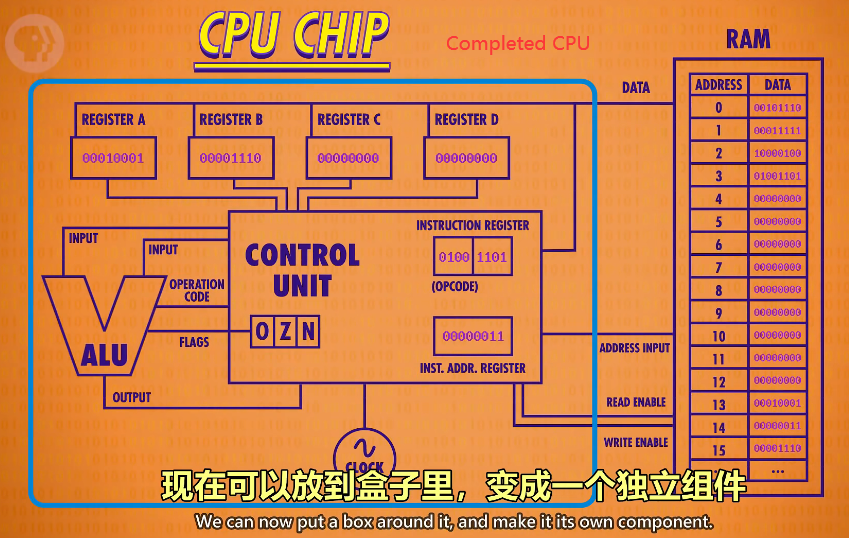 CPU CHIP
Completed CPU
RAM
DATA
ADDRESS DATA
0 00101110
1 00011111
2 10000100
3 01001101
4 00000000
5 00000000
6 00000000
7 00000000
8 00000000
9 00000000
10 00000000
11 00000000
12 00000000
13 00010001
14 00000011
15 00001110
...
REGISTER A
REGISTER B
REGISTER C
REGISTER D
00010001
00001110
00000000
00000000
INPUT
INPUT
CONTROL
UNIT
INSTRUCTION REGISTER
0100 1101
(OPCODE)
OPERATION
CODE
O Z N
FLAGS
ALU
00000011
INST. ADDR. REGISTER
ADDRESS INPUT
OUTPUT
READ ENABLE
WRITE ENABLE
CLOCK
现在可以放到盒子里，变成一个独立组件
We can now put a box around it, and make it its own component.